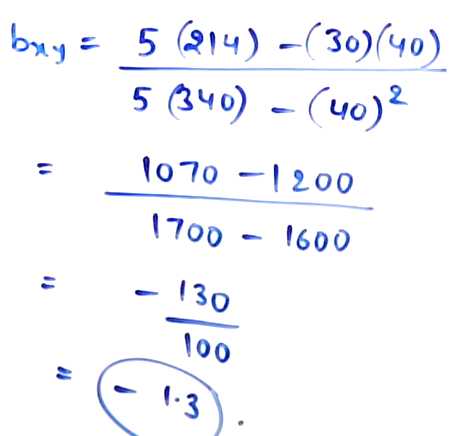 bxy = 5 (214) - (30)(40)
5 (340) - (40)²
= 1070 - 1200
1700 - 1600
= - 130
100
= - 1.3 .